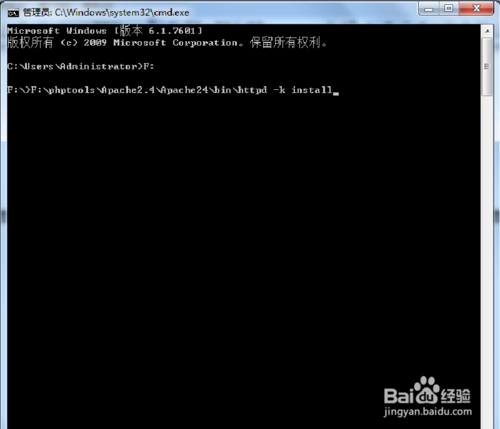 管理员: C:\Windows\system32\cmd.exe
Microsoft Windows [版本 6.1.7601]
版权所有 (c) 2009 Microsoft Corporation。保留所有权利。
C:\Users\Administrator>F:
F:\>F:\phptools\Apache2.4\Apache24\bin\httpd -k install_
Bai du 经验
jingyan.baidu.com